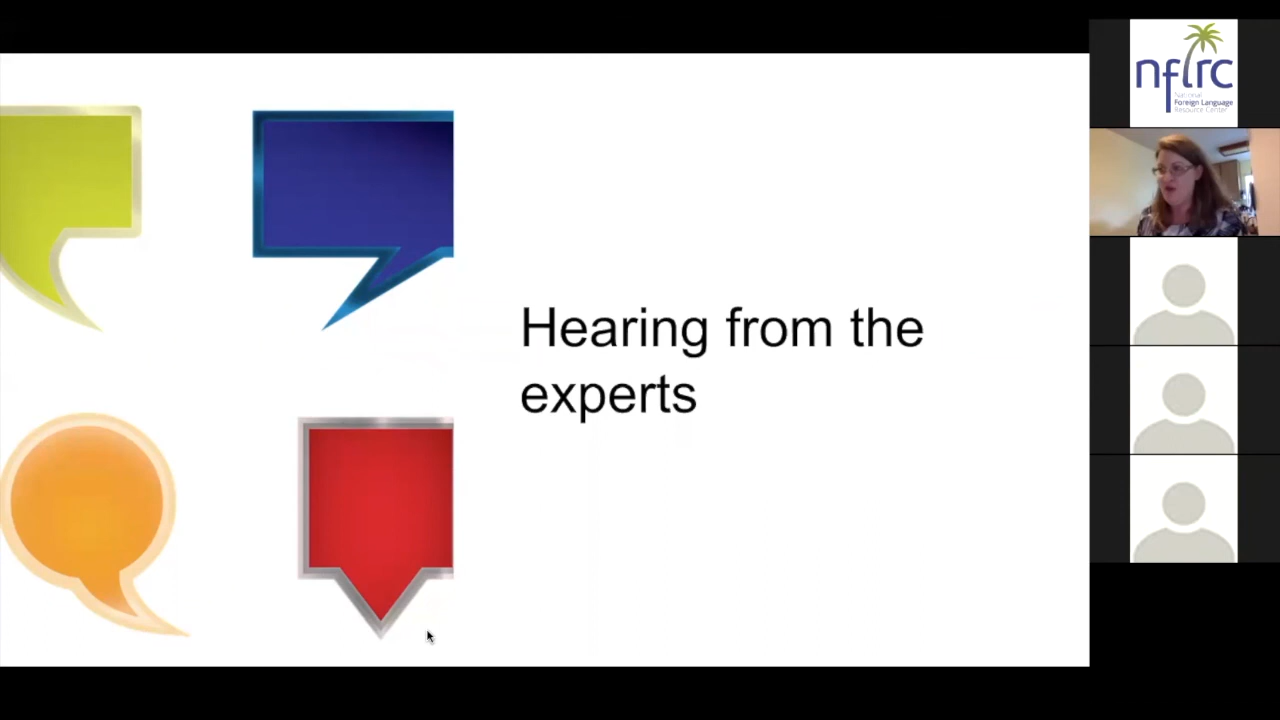 Hearing from the
experts
nflrc
National
Foreign Language
Resource Center